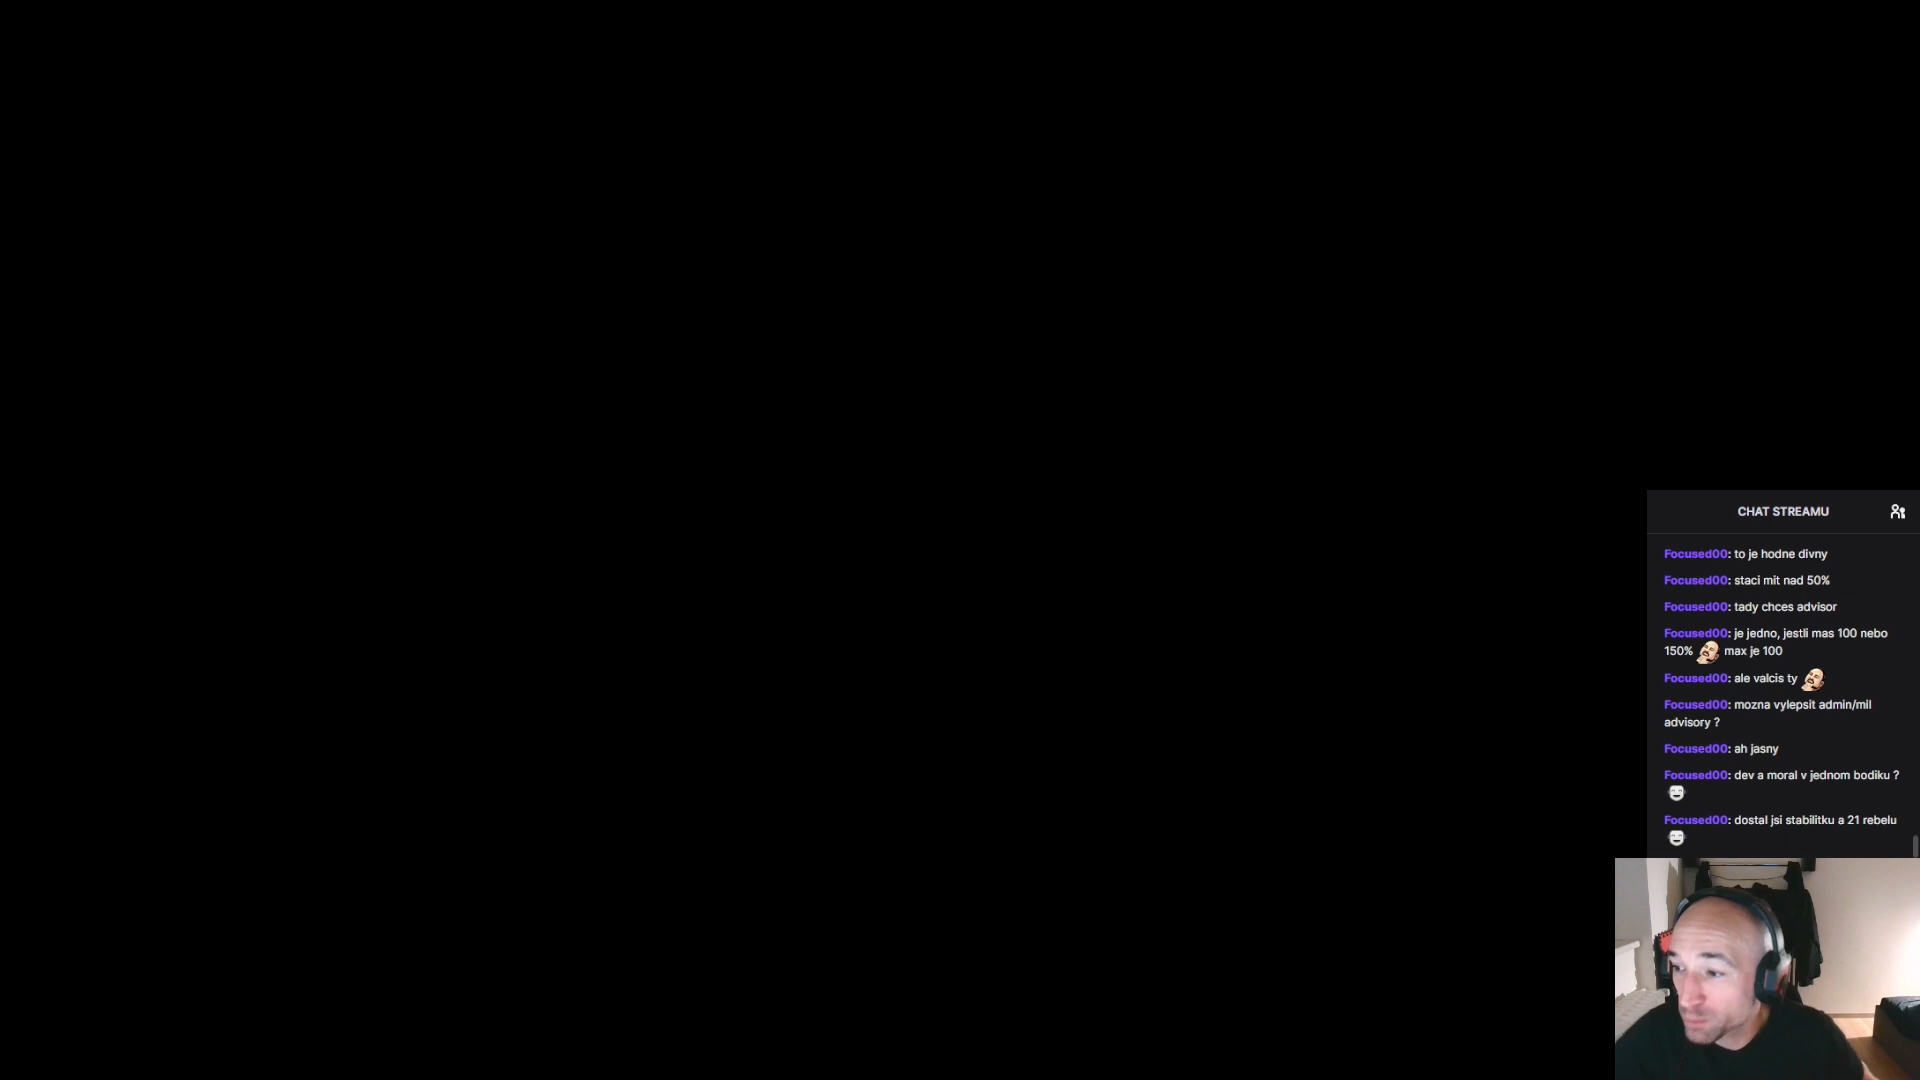 CHAT STREAMU
Focused00: to je hodne divny
Focused00: staci mit nad 50%
Focused00: tady chces advisor
Focused00: je jedno, jestli mas 100 nebo
150% max je 100
Focused00: ale valcis ty
Focused00: mozna vylepsit admin/mil
advisory ?
Focused00: ah jasny
Focused00: dev a moral v jednom bodiku ?
Focused00: dostal jsi stabilitku a 21 rebelu